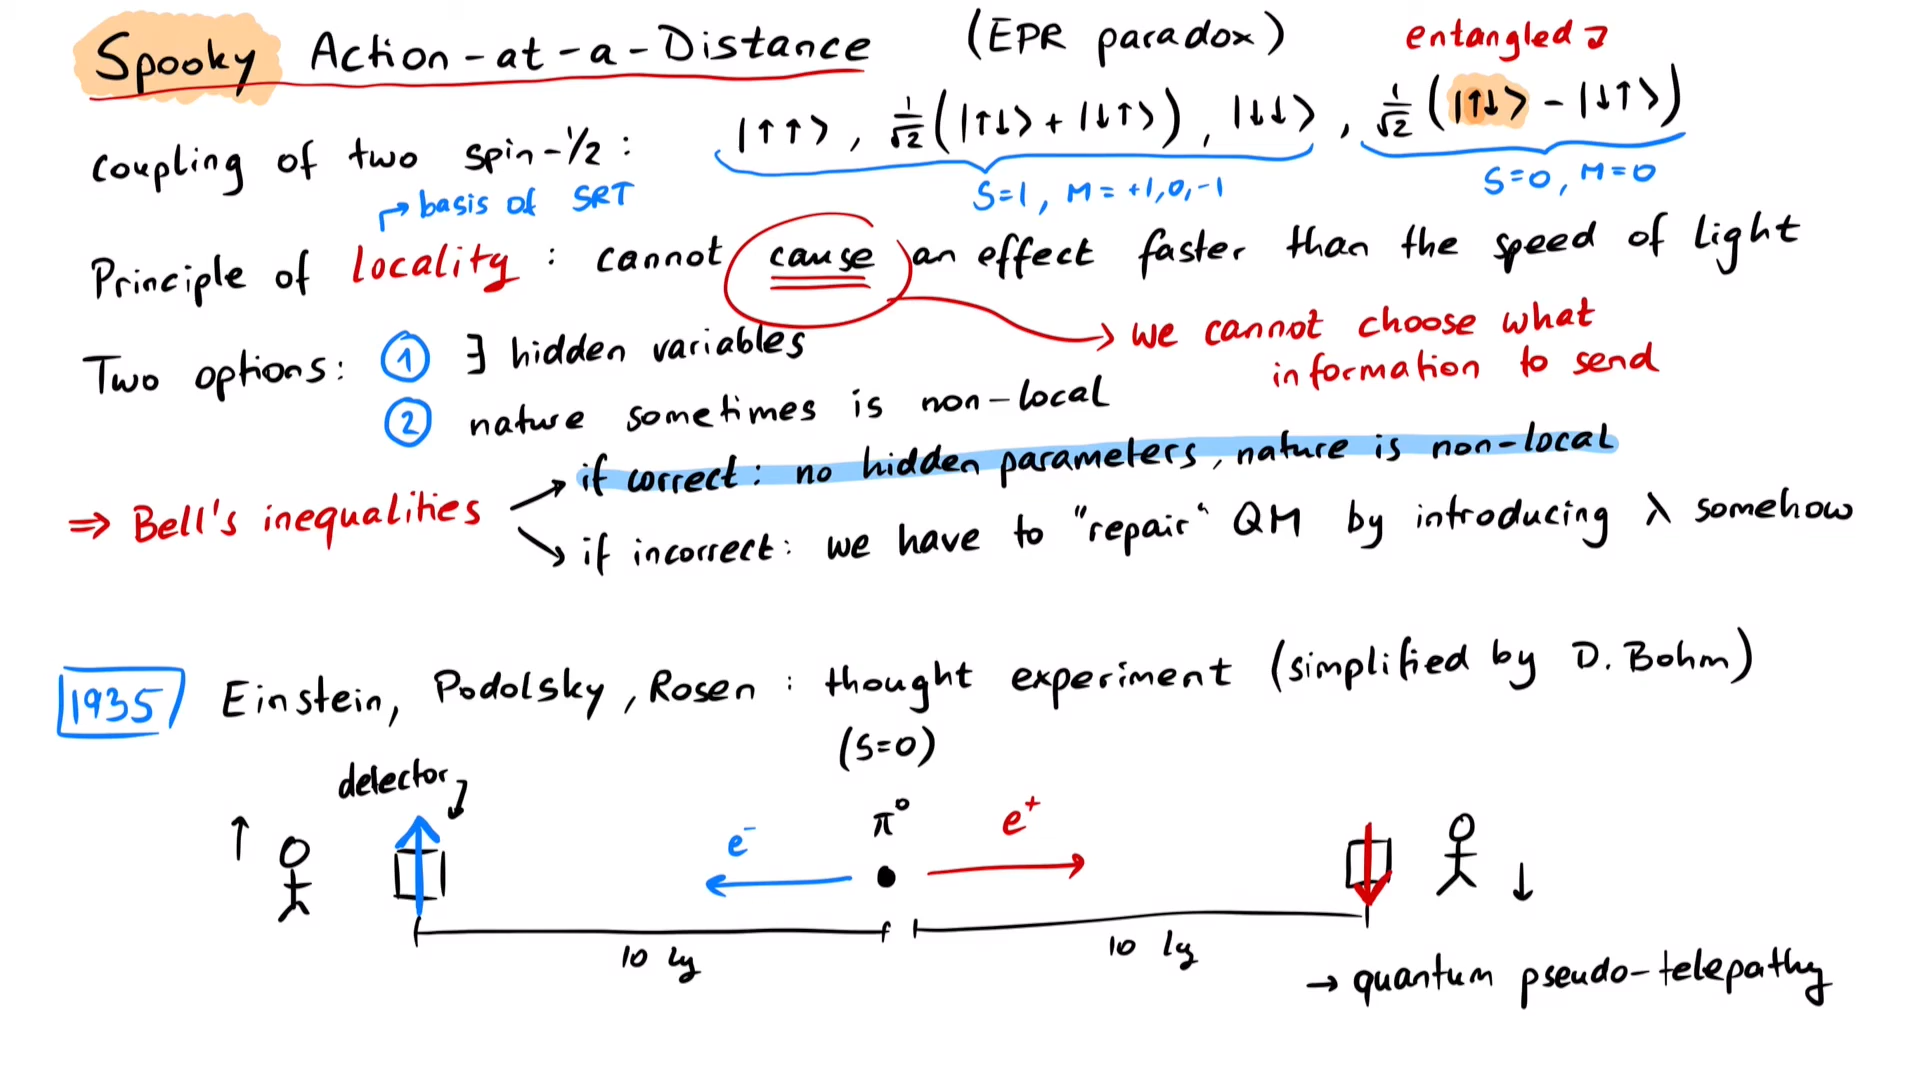 Spooky Action-at-a-Distance (EPR paradox) entangled
coupling of two spin-½ : |↑↑⟩ , 1/√2 (|↑↓⟩ + |↓↑⟩) , |↓↓⟩ , 1/√2 (|↑↓⟩ - |↓↑⟩)
S=1, M=+1,0,-1 S=0, M=0
→ basis of SRT
Principle of locality : cannot cause an effect faster than the speed of light
→ we cannot choose what
information to send
Two options: ① ∃ hidden variables
② nature sometimes is non-local
⇒ Bell's inequalities
→ if correct: no hidden parameters, nature is non-local
→ if incorrect: we have to "repair" QM by introducing λ somehow
1935 Einstein, Podolsky, Rosen : thought experiment (simplified by D. Bohm)
(S=0)
detector
↑ e⁻ π⁰ e⁺ ↓
10 ly 10 ly
→ quantum pseudo-telepathy